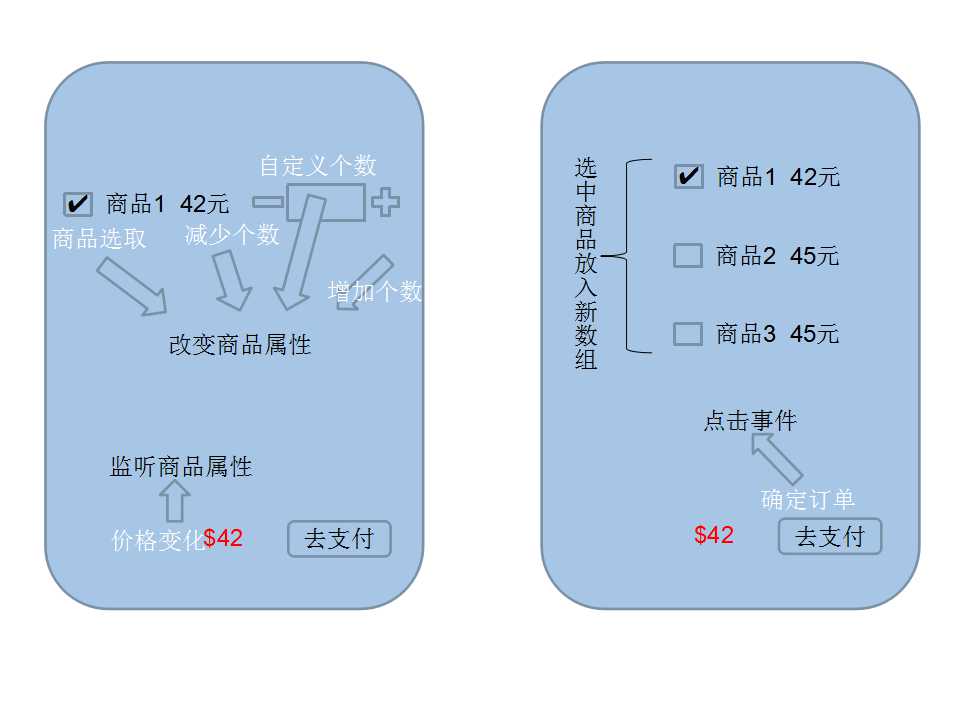 自定义个数
✔ 商品1 42元
商品选取
减少个数
增加个数
改变商品属性
监听商品属性
价格变化
$42
去支付
选中商品放入新数组
✔ 商品1 42元
商品2 45元
商品3 45元
点击事件
确定订单
$42
去支付